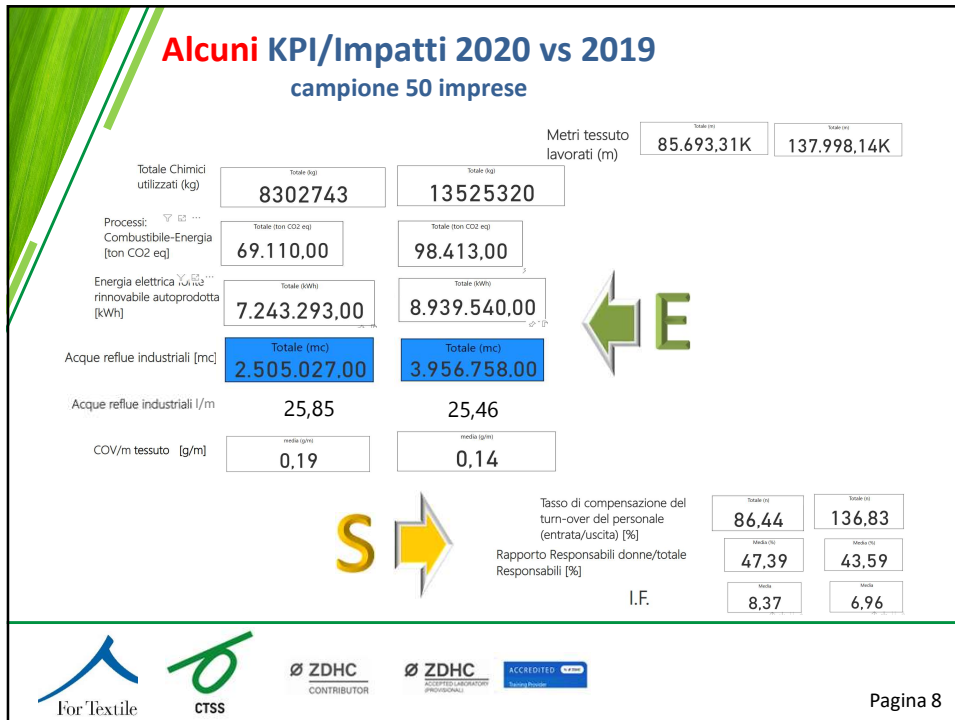 Alcuni KPI/Impatti 2020 vs 2019
campione 50 imprese
Metri tessuto
lavorati (m)
Totale (m)
85.693,31K
Totale (m)
137.998,14K
Totale Chimici
utilizzati (kg)
Totale (kg)
8302743
Totale (kg)
13525320
Processi:
Combustibile-Energia
[ton CO2 eq]
Totale (ton CO2 eq)
69.110,00
Totale (ton CO2 eq)
98.413,00
Energia elettrica fonte
rinnovabile autoprodotta
[kWh]
Totale (kWh)
7.243.293,00
Totale (kWh)
8.939.540,00
E
Acque reflue industriali [mc]
Totale (mc)
2.505.027,00
Totale (mc)
3.956.758,00
Acque reflue industriali l/m
25,85
25,46
COV/m tessuto [g/m]
media (g/m)
0,19
media (g/m)
0,14
S
Tasso di compensazione del
turn-over del personale
(entrata/uscita) [%]
Totale (n)
86,44
Totale (n)
136,83
Rapporto Responsabili donne/totale
Responsabili [%]
Media (%)
47,39
Media (%)
43,59
I.F.
Media
8,37
Media
6,96
For Textile
CTSS
ZDHC
CONTRIBUTOR
ZDHC
ACCEPTED LABORATORY
(PROVISIONAL)
ACCREDITED
Training Provider
Pagina 8